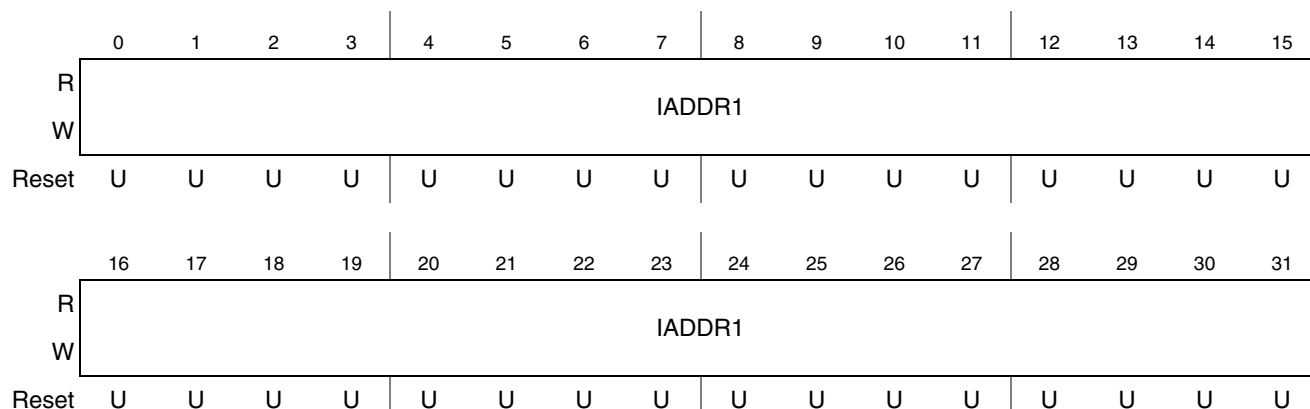 0 1 2 3 4 5 6 7 8 9 10 11 12 13 14 15
R
IADDR1
W
Reset U U U U U U U U U U U U U U U U
16 17 18 19 20 21 22 23 24 25 26 27 28 29 30 31
R
IADDR1
W
Reset U U U U U U U U U U U U U U U U